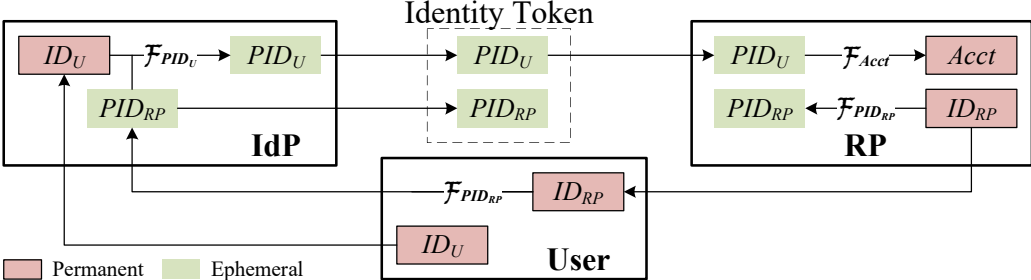 Identity Token
ID_U
F_PID_U
PID_U
PID_RP
IdP
PID_U
PID_RP
PID_U
F_Acct
Acct
PID_RP
F_PID_RP
ID_RP
RP
F_PID_RP
ID_RP
ID_U
User
Permanent
Ephemeral